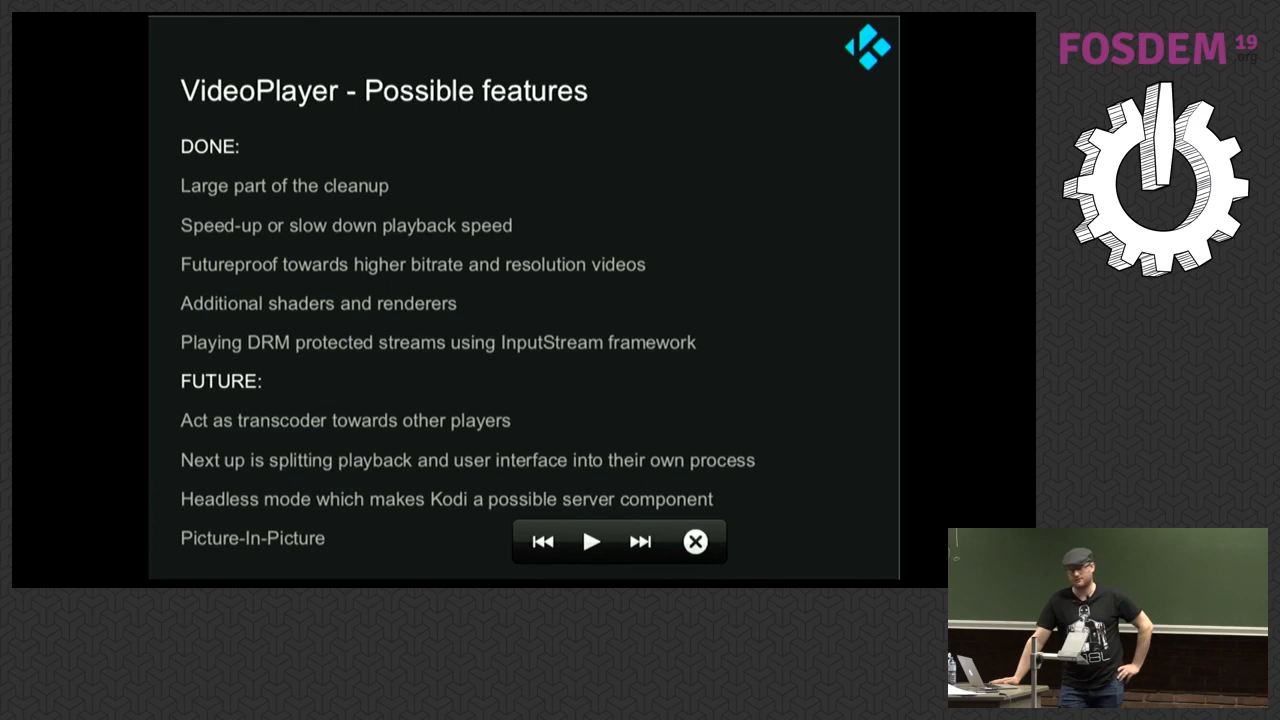 VideoPlayer - Possible features
DONE:
Large part of the cleanup
Speed-up or slow down playback speed
Futureproof towards higher bitrate and resolution videos
Additional shaders and renderers
Playing DRM protected streams using InputStream framework
FUTURE:
Act as transcoder towards other players
Next up is splitting playback and user interface into their own process
Headless mode which makes Kodi a possible server component
Picture-In-Picture
FOSDEM 19
.org